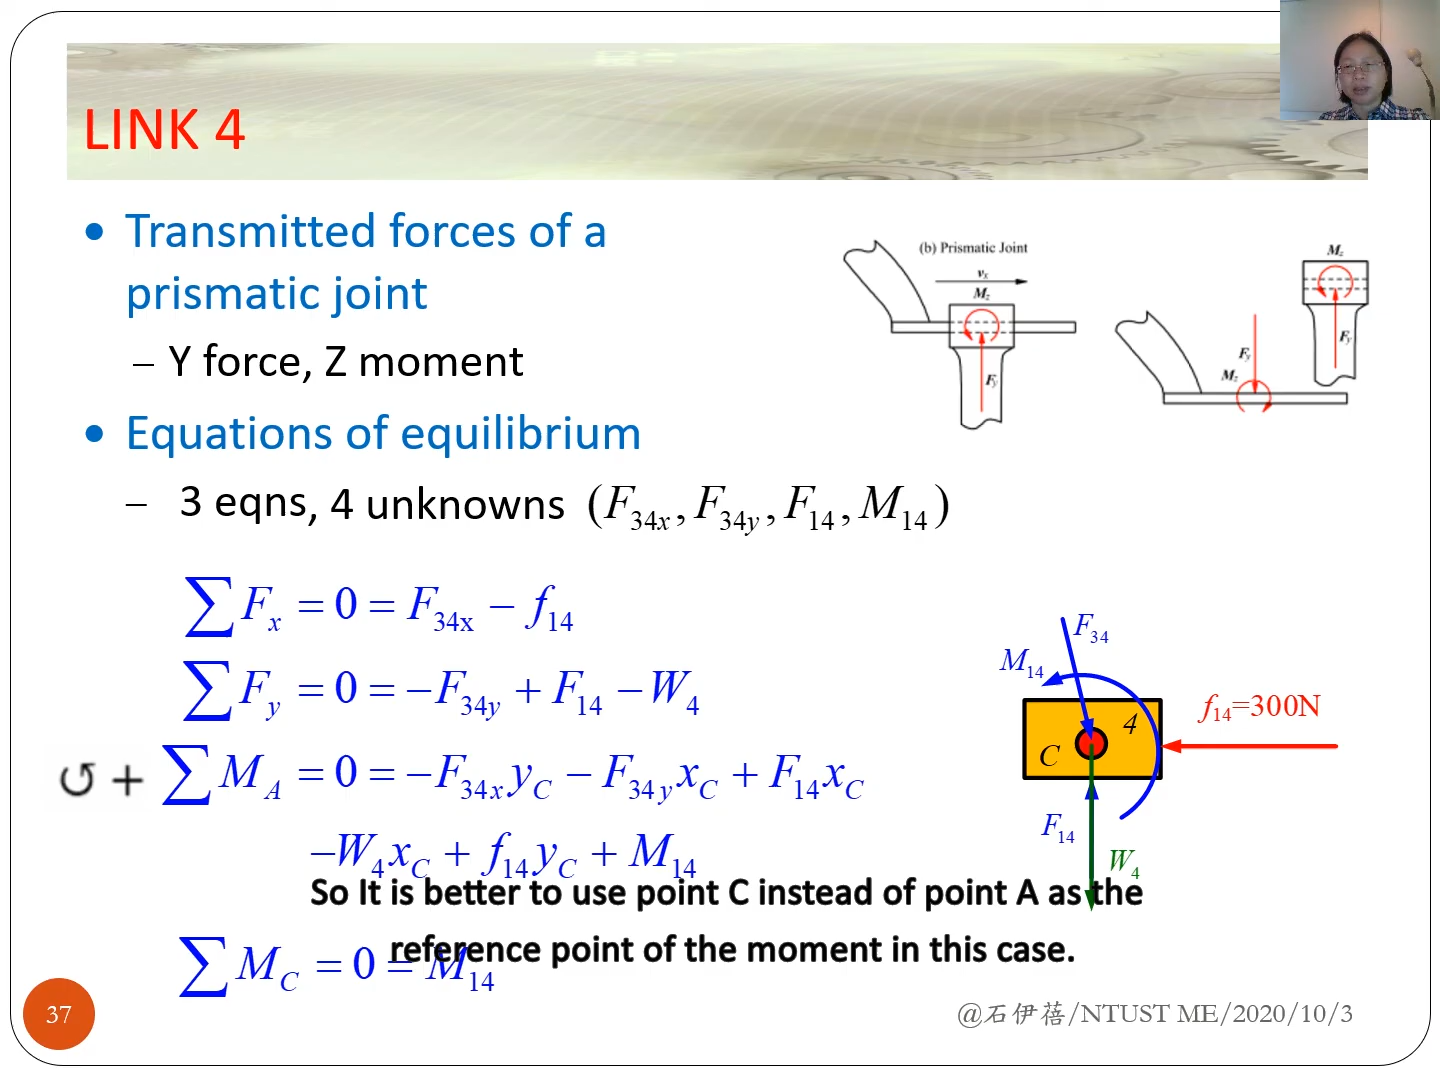 LINK 4
• Transmitted forces of a
prismatic joint
– Y force, Z moment
• Equations of equilibrium
– 3 eqns, 4 unknowns (F34x, F34y, F14, M14)
∑Fx = 0 = F34x − f14
∑Fy = 0 = −F34y + F14 − W4
↺ + ∑MA = 0 = −F34x yC − F34y xC + F14 xC
−W4 xC + f14 yC + M14
So It is better to use point C instead of point A as the
reference point of the moment in this case.
∑MC = 0 = M14
(b) Prismatic Joint
vx
Mz
Fy
Fy
Mz
Mz
Fy
F34
M14
f14=300N
4
C
F14
W4
37
@石伊蓓/NTUST ME/2020/10/3